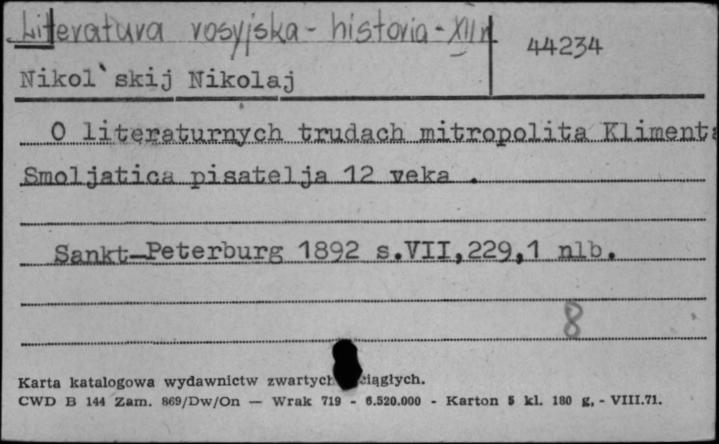 Literatura rosyjska - historia - XII w
44234
Nikol`skij Nikolaj
O literaturnych trudach mitropolita Klimenta
Smoljatica pisatelja 12 veka .
Sankt-Peterburg 1892 s.VII,229,1 nlb.
8
Karta katalogowa wydawnictw zwartych ciągłych.
CWD B 144 Zam. 869/Dw/On — Wrak 719 - 6.520.000 - Karton 5 kl. 180 g, - VIII.71.